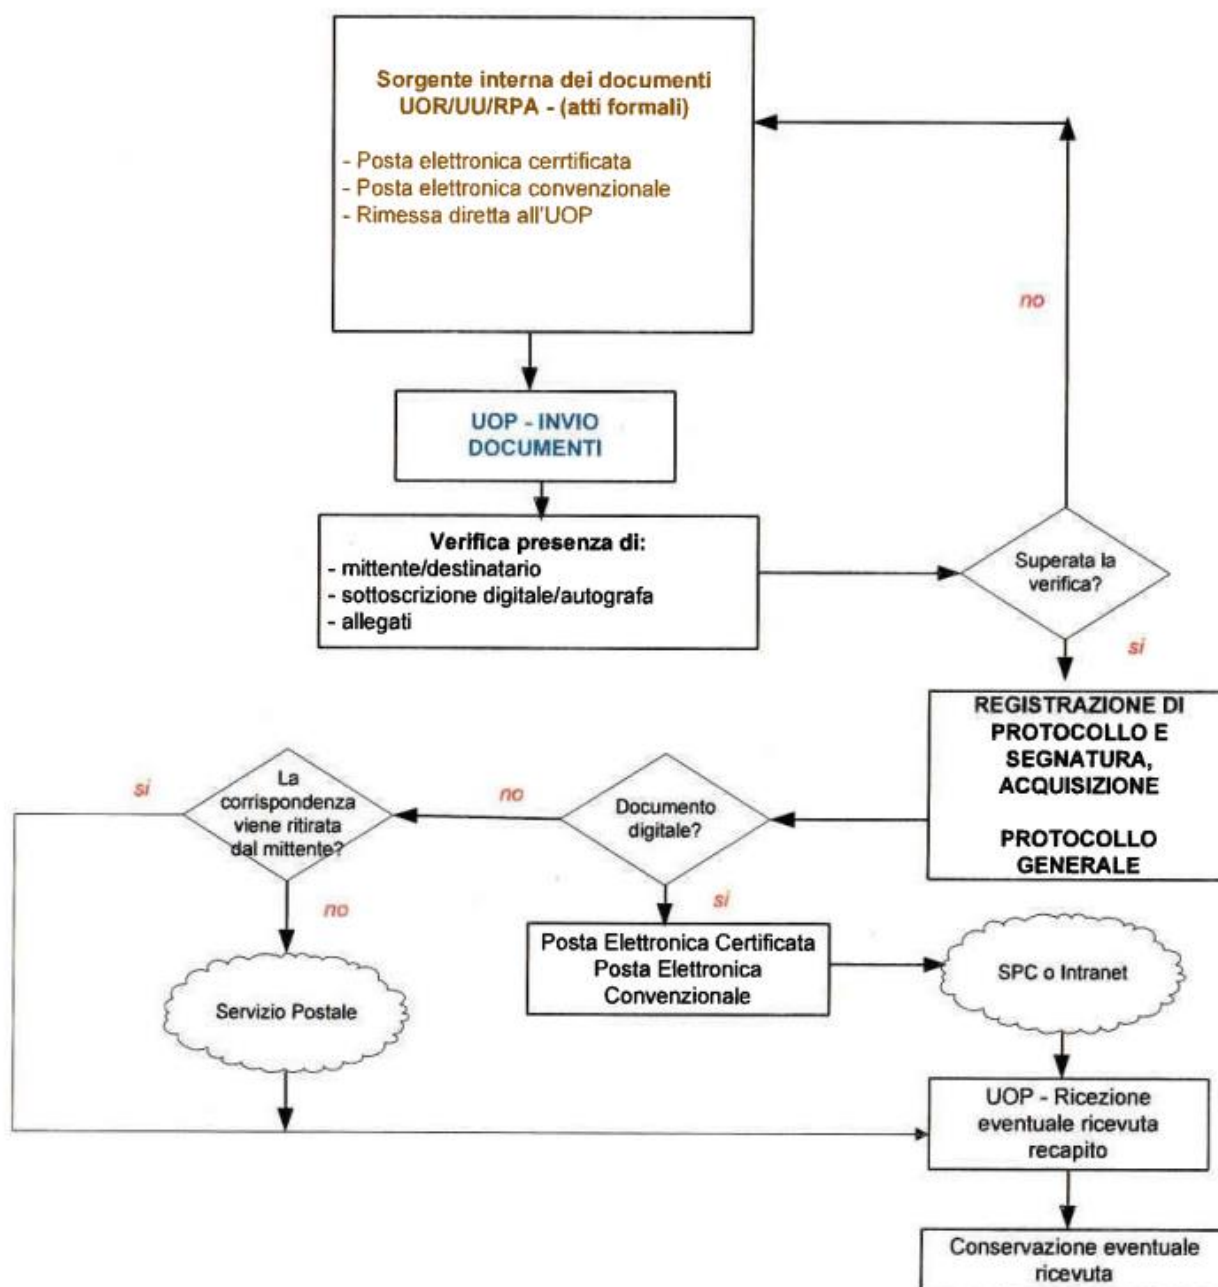 Sorgente interna dei documenti
UOR/UU/RPA - (atti formali)
- Posta elettronica cerrtificata
- Posta elettronica convenzionale
- Rimessa diretta all'UOP
no
UOP - INVIO
DOCUMENTI
Verifica presenza di:
- mittente/destinatario
- sottoscrizione digitale/autografa
- allegati
Superata la
verifica?
si
REGISTRAZIONE DI
PROTOCOLLO E
SEGNATURA,
ACQUISIZIONE
PROTOCOLLO
GENERALE
Documento
digitale?
no
La
corrispondenza
viene ritirata
dal mittente?
si
no
si
Posta Elettronica Certificata
Posta Elettronica
Convenzionale
SPC o Intranet
Servizio Postale
UOP - Ricezione
eventuale ricevuta
recapito
Conservazione eventuale
ricevuta